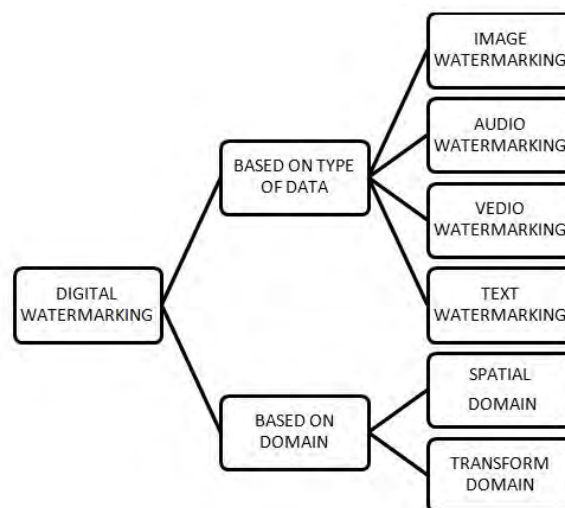 IMAGE
WATERMARKING
AUDIO
WATERMARKING
BASED ON TYPE
OF DATA
VEDIO
WATERMARKING
DIGITAL
WATERMARKING
TEXT
WATERMARKING
SPATIAL
DOMAIN
BASED ON
DOMAIN
TRANSFORM
DOMAIN